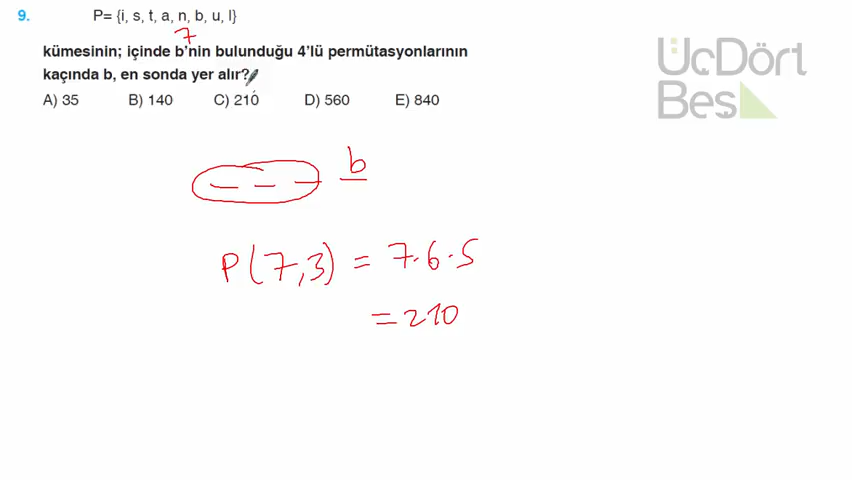 9. P= {i, s, t, a, n, b, u, l}
7
kümesinin; içinde b'nin bulunduğu 4'lü permütasyonlarının
kaçında b, en sonda yer alır?
A) 35 B) 140 C) 210 D) 560 E) 840
ÜçDört
Beş
b
P(7,3) = 7.6.5
= 210